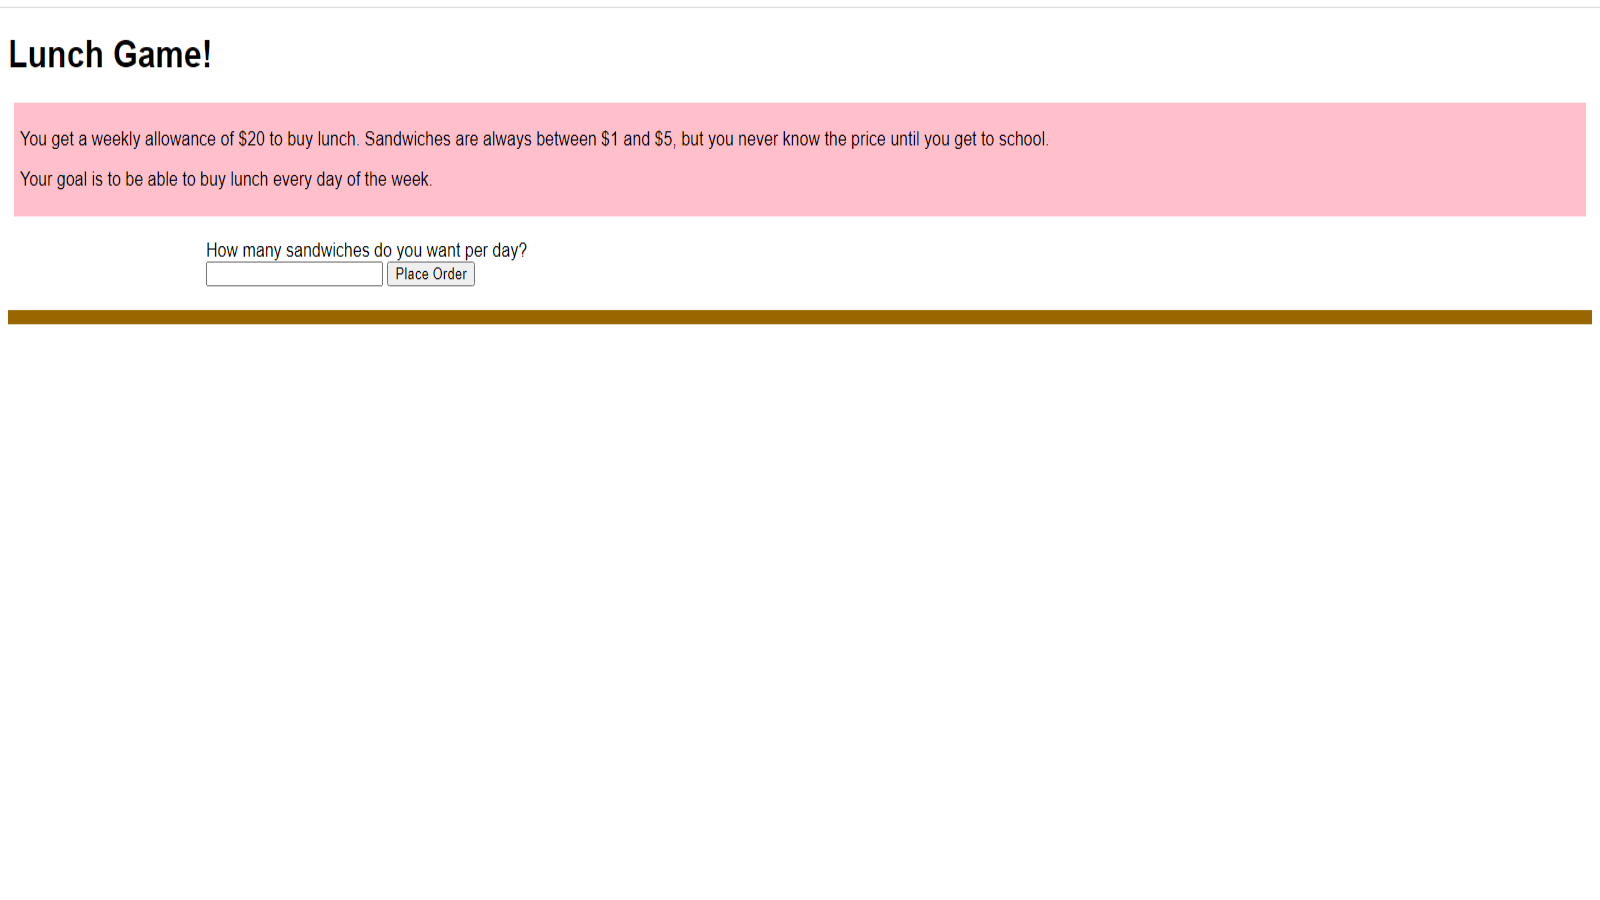 Lunch Game!
You get a weekly allowance of $20 to buy lunch. Sandwiches are always between $1 and $5, but you never know the price until you get to school.
Your goal is to be able to buy lunch every day of the week.
How many sandwiches do you want per day?
Place Order